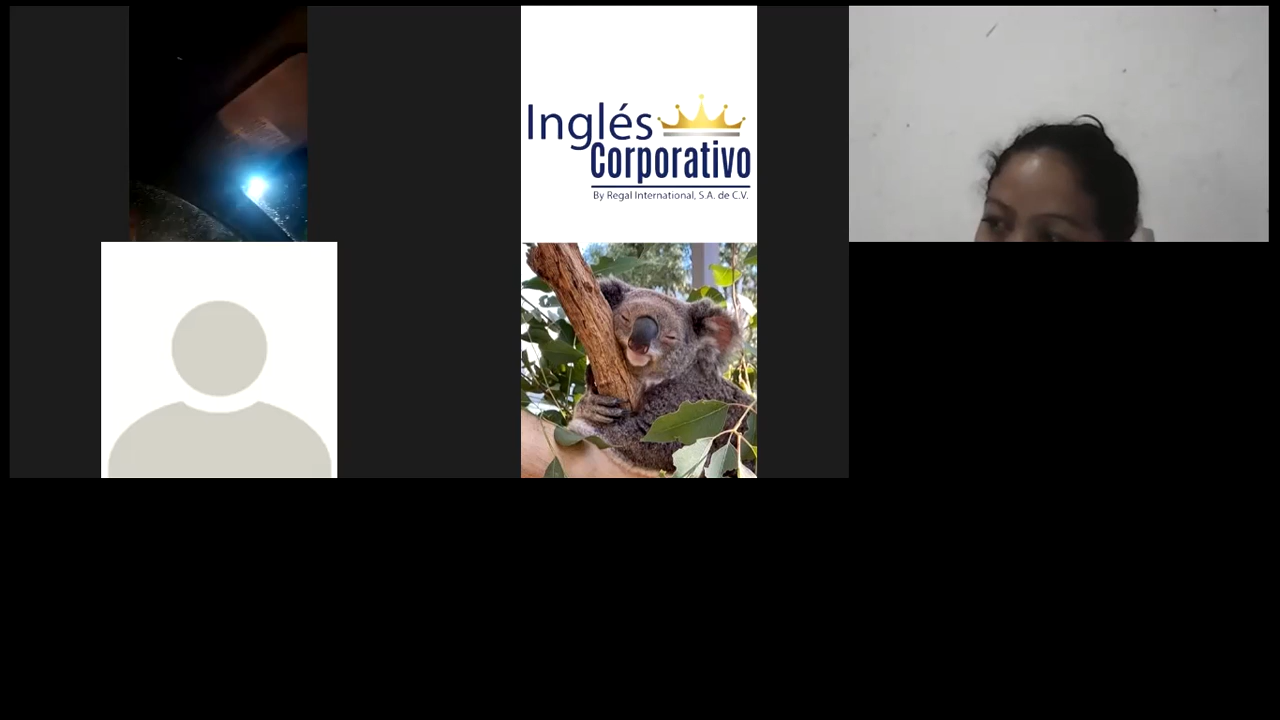 Inglés
Corporativo
By Regal International, S.A. de C.V.